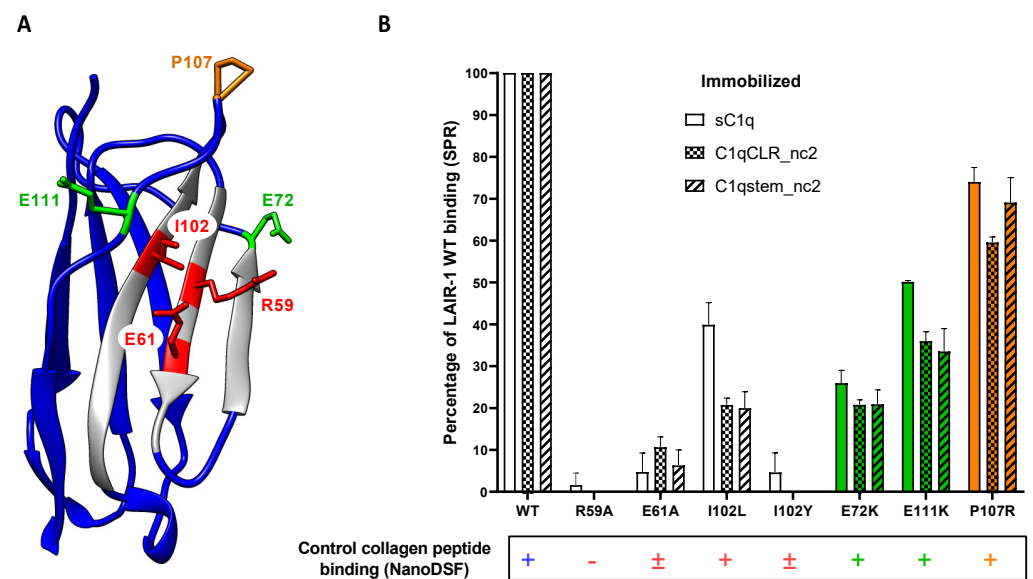 A
B
P107
E111
E72
I102
R59
E61
Percentage of LAIR-1 WT binding (SPR)
100
90
80
70
60
50
40
30
20
10
0
Immobilized
sC1q
C1qCLR_nc2
C1qstem_nc2
WT R59A E61A I102L I102Y E72K E111K P107R
Control collagen peptide
binding (NanoDSF)
+ - ± + ± + + +